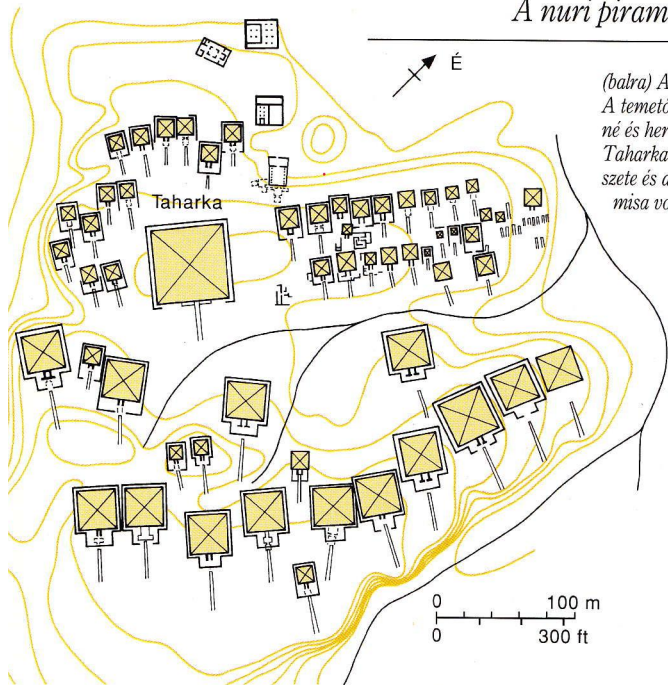 A nuri piram
É
(balra) A
A temető
né és her
Taharka
szete és a
misa vo
Taharka
0 100 m
0 300 ft